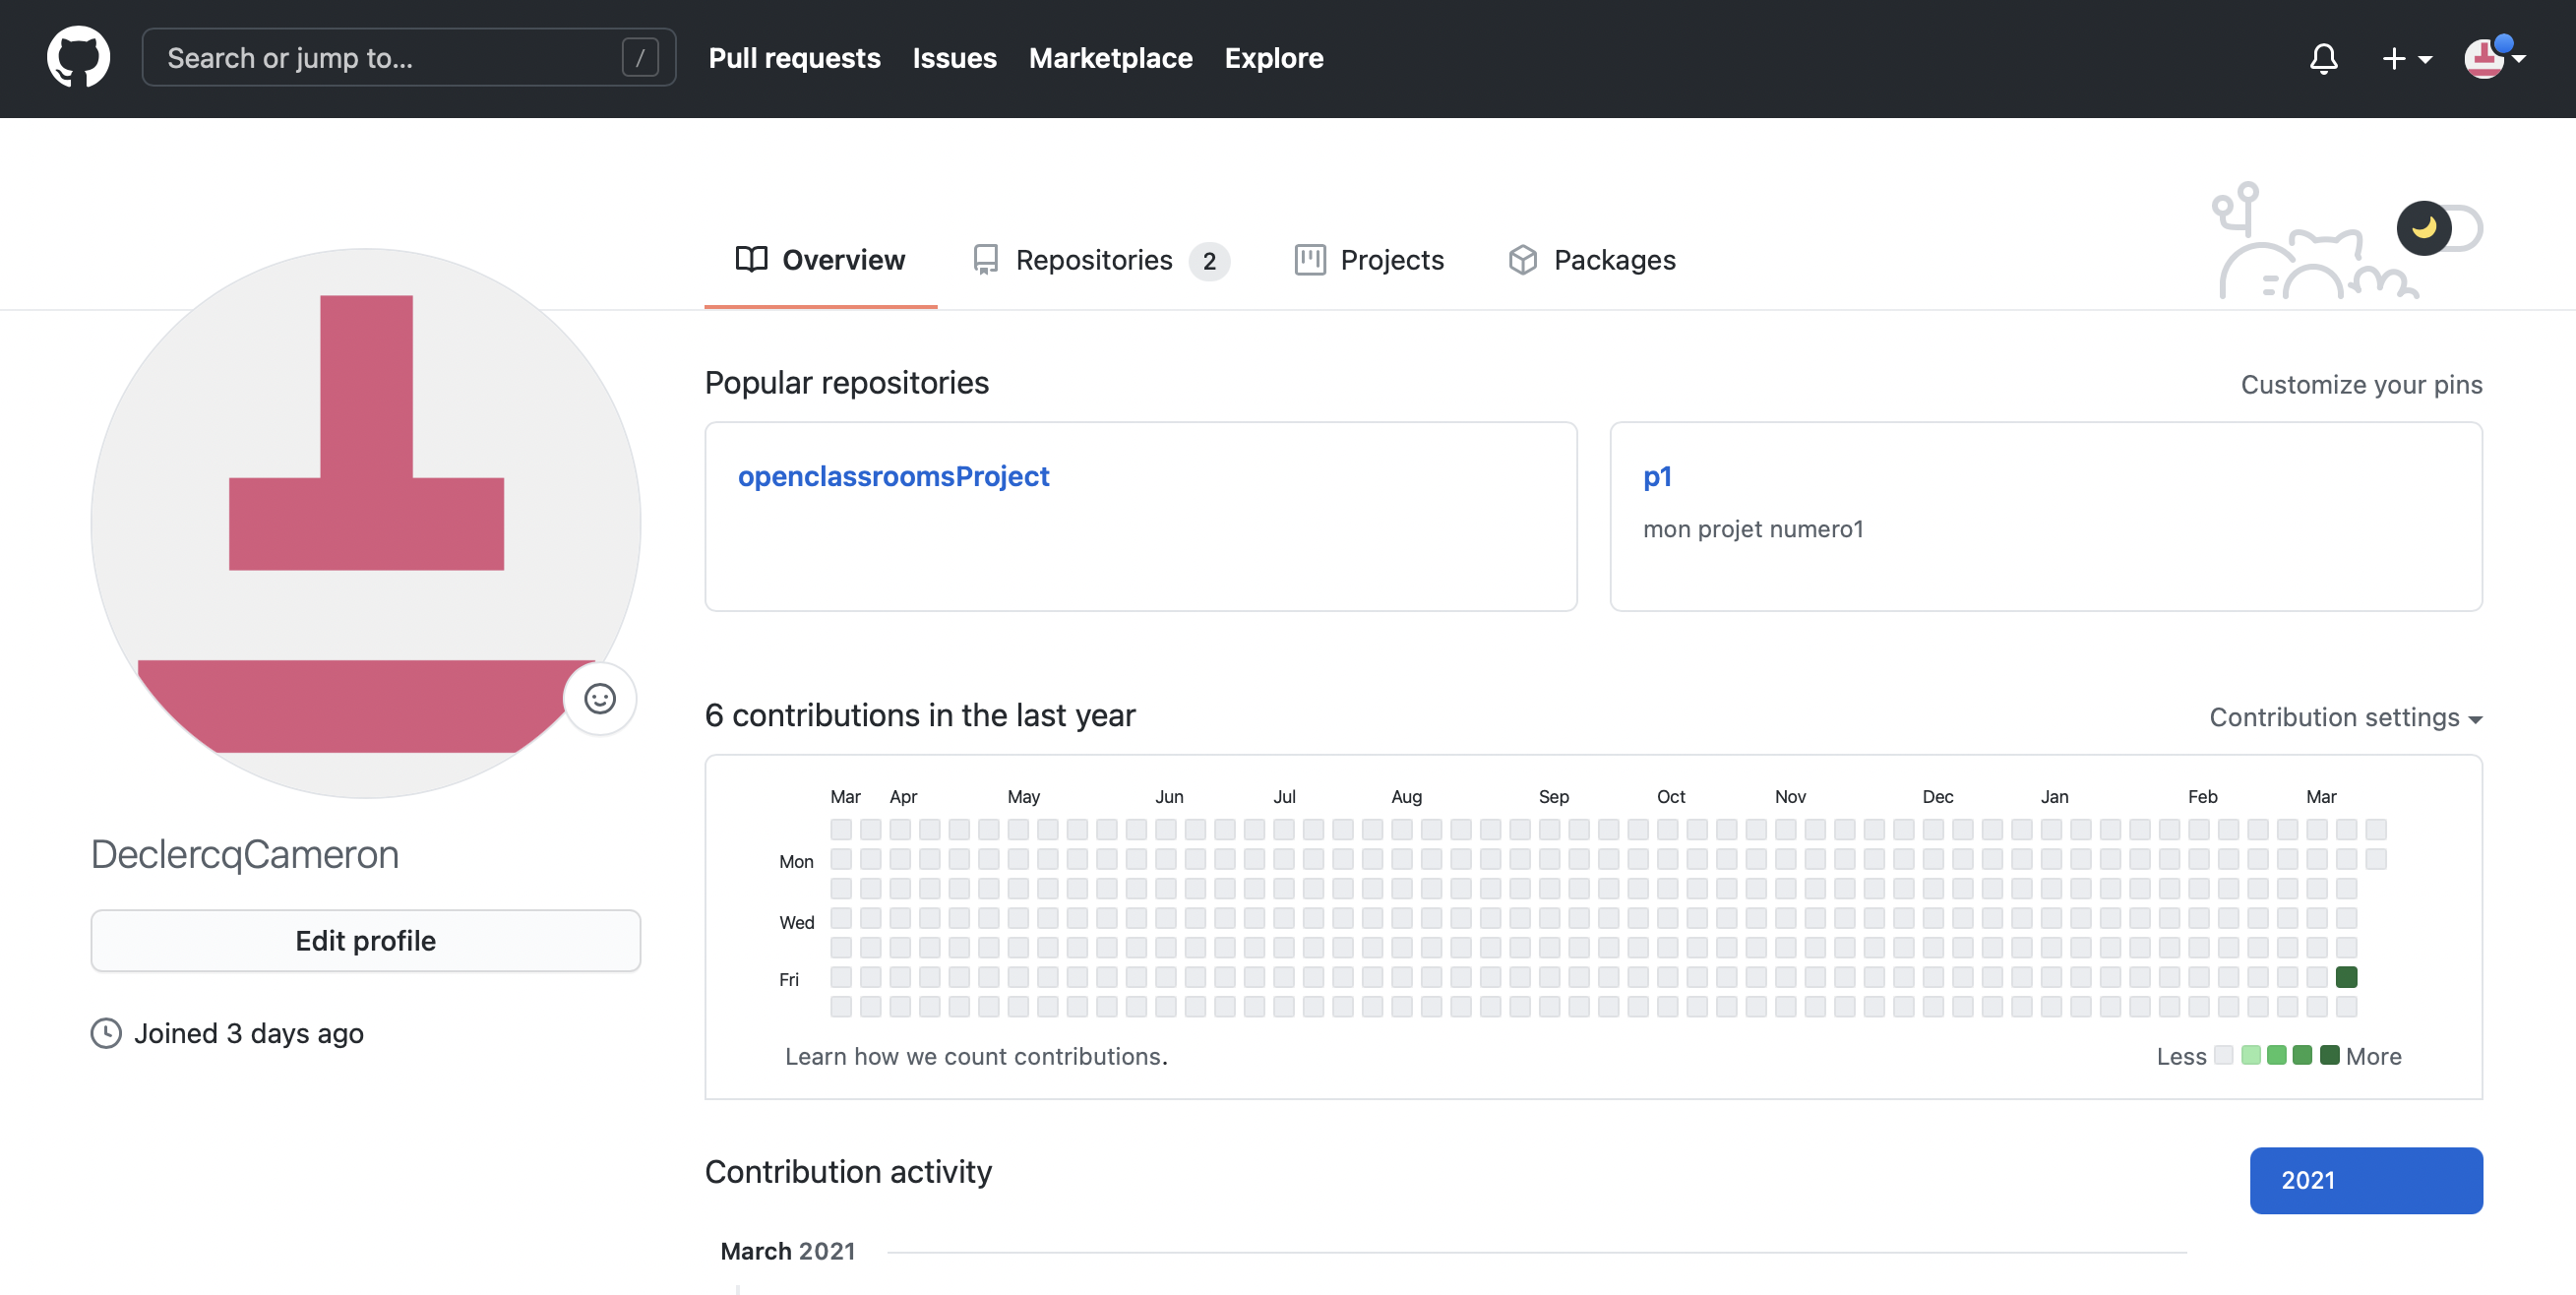 Search or jump to... /
Pull requests Issues Marketplace Explore
Overview Repositories 2 Projects Packages
Popular repositories
Customize your pins
openclassroomsProject
p1
mon projet numero1
6 contributions in the last year
Contribution settings
Mar Apr May Jun Jul Aug Sep Oct Nov Dec Jan Feb Mar
Mon
Wed
Fri
Learn how we count contributions.
Less More
DeclercqCameron
Edit profile
Joined 3 days ago
Contribution activity
2021
March 2021